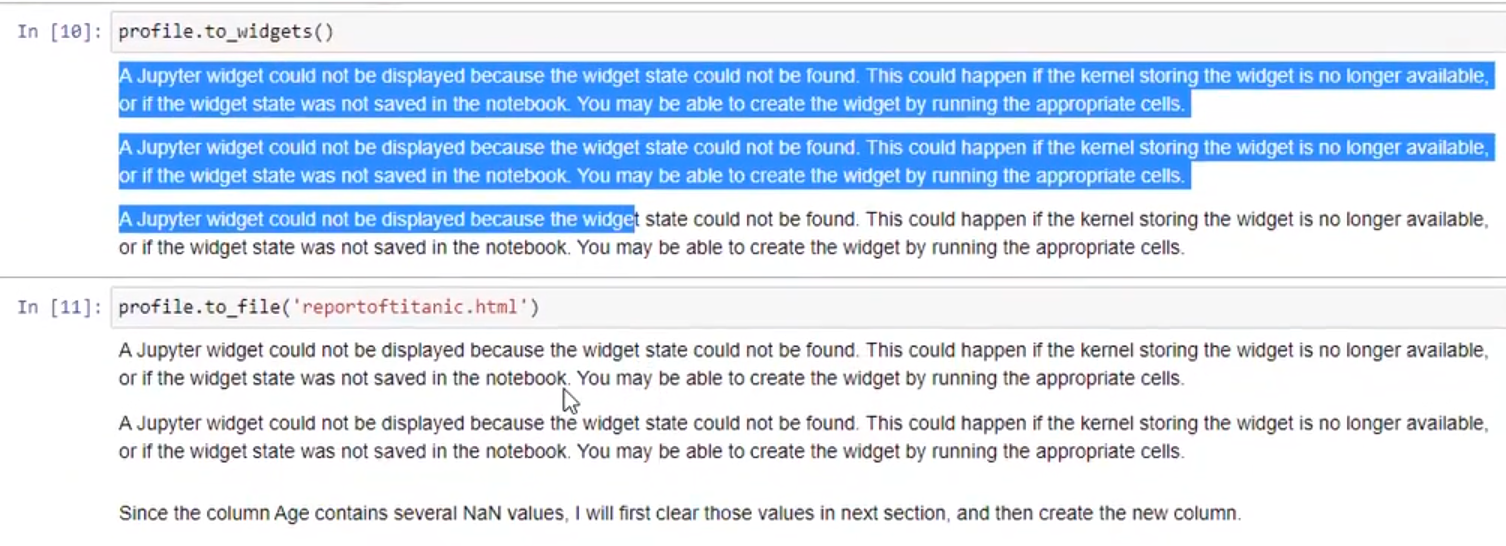 In [10]: profile.to_widgets()
A Jupyter widget could not be displayed because the widget state could not be found. This could happen if the kernel storing the widget is no longer available,
or if the widget state was not saved in the notebook. You may be able to create the widget by running the appropriate cells.
A Jupyter widget could not be displayed because the widget state could not be found. This could happen if the kernel storing the widget is no longer available,
or if the widget state was not saved in the notebook. You may be able to create the widget by running the appropriate cells.
A Jupyter widget could not be displayed because the widget state could not be found. This could happen if the kernel storing the widget is no longer available,
or if the widget state was not saved in the notebook. You may be able to create the widget by running the appropriate cells.
In [11]: profile.to_file('reportoftitanic.html')
A Jupyter widget could not be displayed because the widget state could not be found. This could happen if the kernel storing the widget is no longer available,
or if the widget state was not saved in the notebook. You may be able to create the widget by running the appropriate cells.
A Jupyter widget could not be displayed because the widget state could not be found. This could happen if the kernel storing the widget is no longer available,
or if the widget state was not saved in the notebook. You may be able to create the widget by running the appropriate cells.
Since the column Age contains several NaN values, I will first clear those values in next section, and then create the new column.